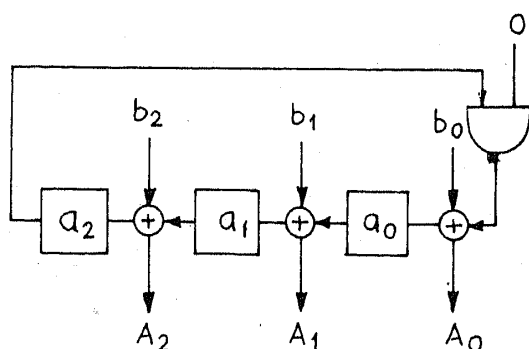 0
b₂ b₁ b₀
a₂ + a₁ + a₀ +
A₂ A₁ A₀